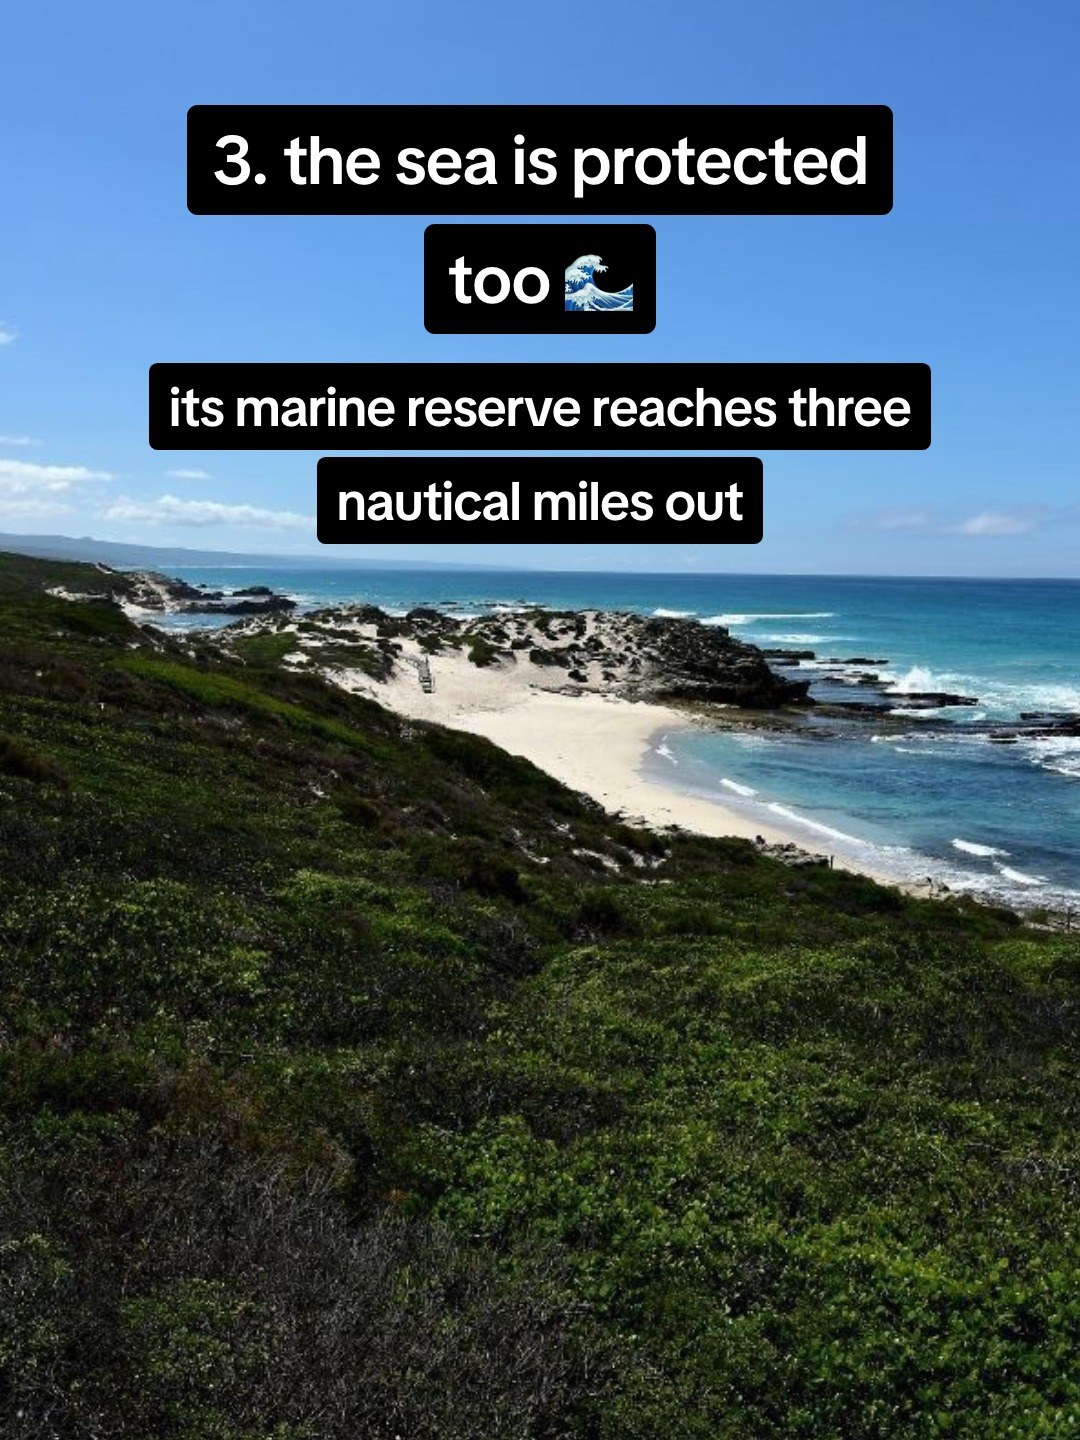 3. the sea is protected
too 🌊
its marine reserve reaches three
nautical miles out